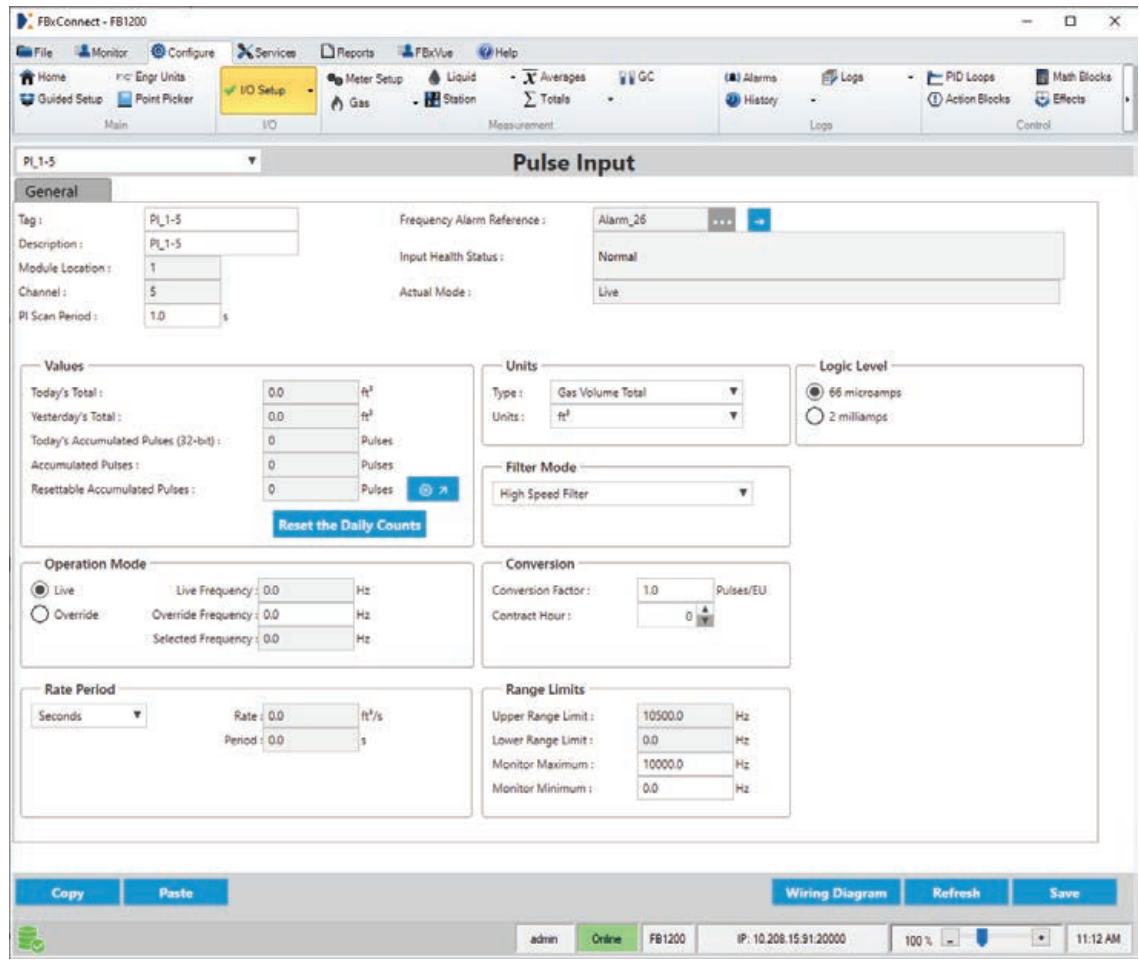 FBxConnect - FB1200
File Monitor Configure Services Reports FBxVue Help
Home Engr Units I/O Setup Meter Setup Liquid Averages GC Alarms Logs PID Loops Math Blocks
Guided Setup Point Picker Gas Station Totals History Action Blocks Effects
Main I/O Measurement Logs Control
PI_1-5 Pulse Input
General
Tag : PI_1-5 Frequency Alarm Reference : Alarm_26 ...
Description : PI_1-5
Input Health Status : Normal
Module Location : 1
Channel : 5 Actual Mode : Live
PI Scan Period : 1.0 s
Values
Today's Total : 0.0 ft³
Yesterday's Total : 0.0 ft³
Today's Accumulated Pulses (32-bit) : 0 Pulses
Accumulated Pulses : 0 Pulses
Resettable Accumulated Pulses : 0 Pulses
Reset the Daily Counts
Units
Type : Gas Volume Total
Units : ft³
Logic Level
66 microamps
2 milliamps
Filter Mode
High Speed Filter
Operation Mode
Live Live Frequency : 0.0 Hz
Override Override Frequency : 0.0 Hz
Selected Frequency : 0.0 Hz
Conversion
Conversion Factor : 1.0 Pulses/EU
Contract Hour : 0
Rate Period
Seconds Rate : 0.0 ft³/s
Period : 0.0 s
Range Limits
Upper Range Limit : 10500.0 Hz
Lower Range Limit : 0.0 Hz
Monitor Maximum : 10000.0 Hz
Monitor Minimum : 0.0 Hz
Copy Paste Wiring Diagram Refresh Save
admin Online FB1200 IP: 10.208.15.91:20000 100 % - + 11:12 AM